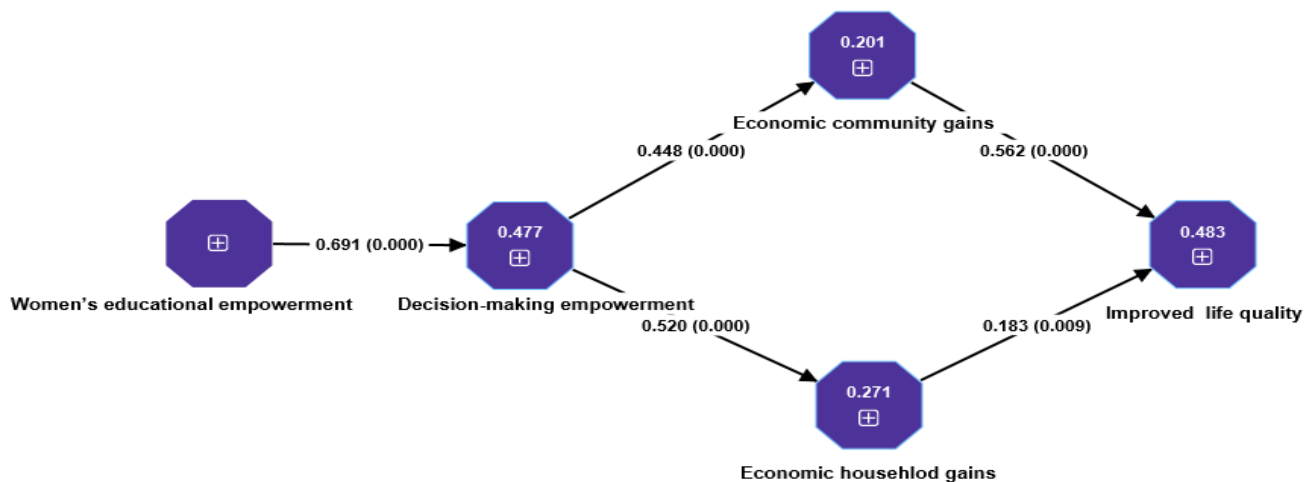 0.201
Economic community gains
0.448 (0.000)
0.562 (0.000)
Women's educational empowerment
0.691 (0.000)
0.477
Decision-making empowerment
0.483
Improved life quality
0.520 (0.000)
0.183 (0.009)
0.271
Economic househlod gains